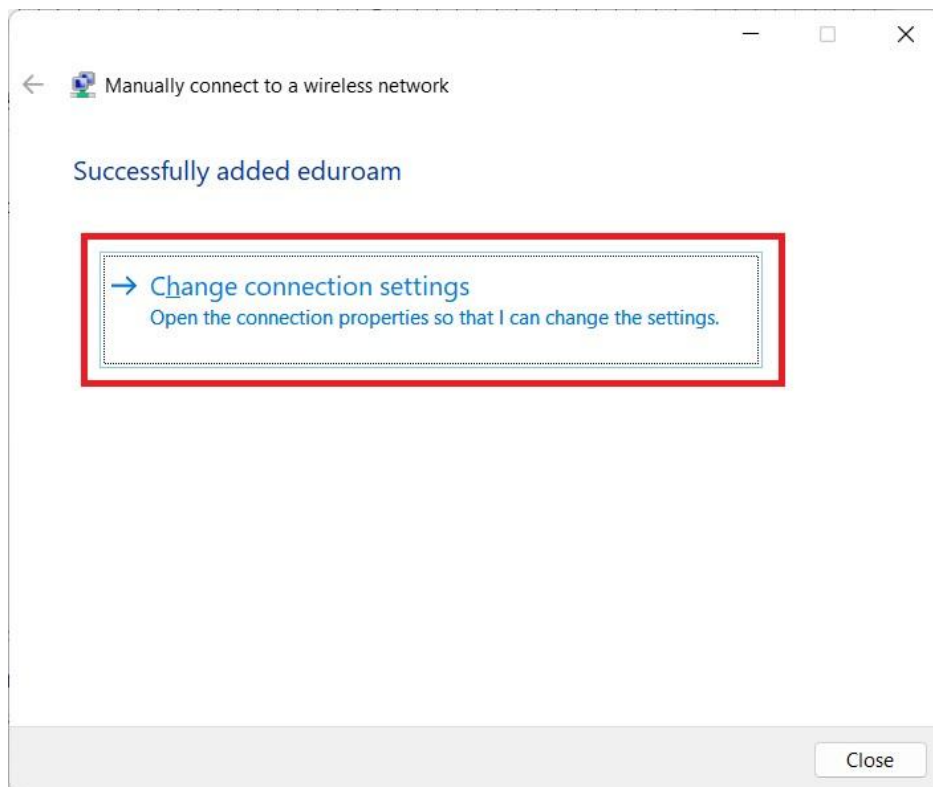 Manually connect to a wireless network
Successfully added eduroam
Change connection settings
Open the connection properties so that I can change the settings.
Close